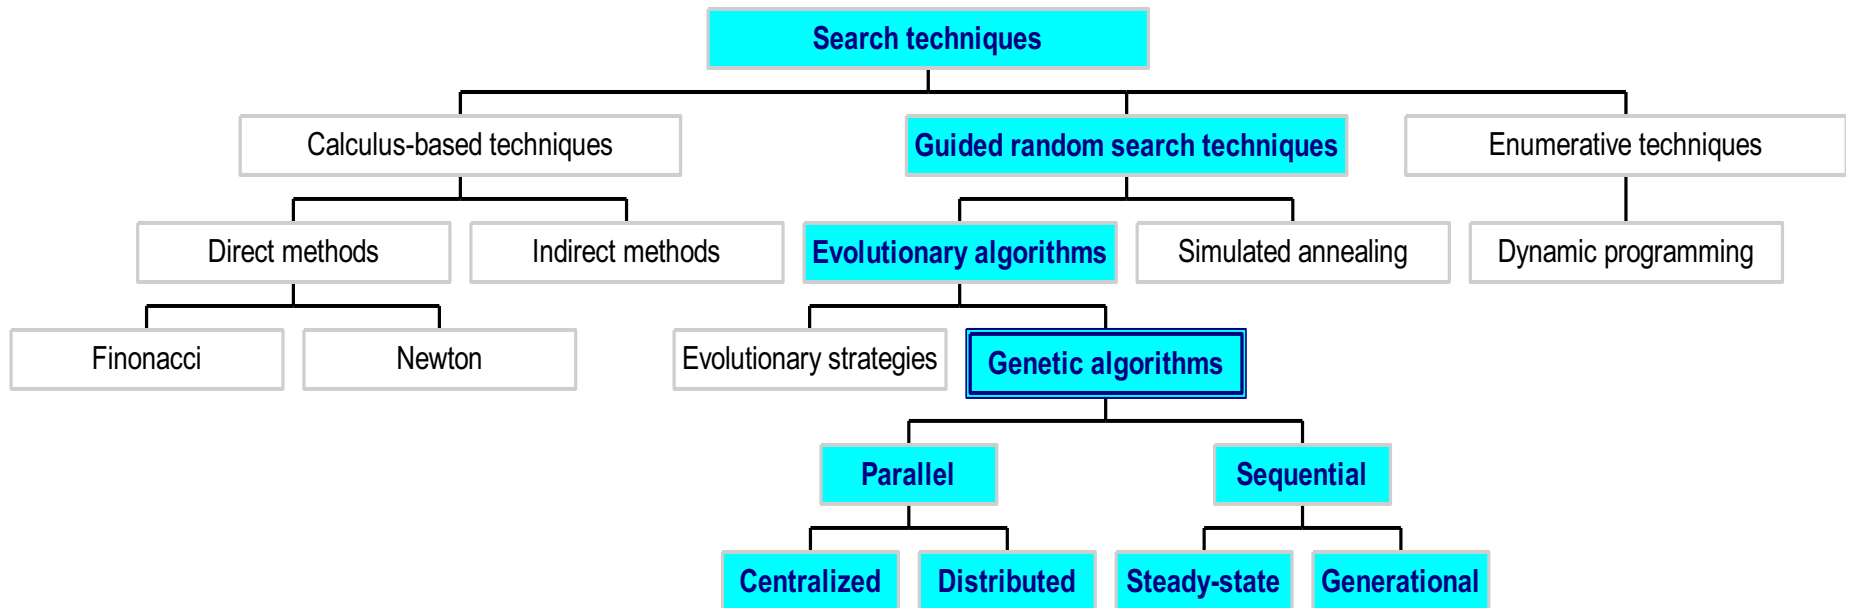 Search techniques
Calculus-based techniques
Guided random search techniques
Enumerative techniques
Direct methods
Indirect methods
Evolutionary algorithms
Simulated annealing
Dynamic programming
Finonacci
Newton
Evolutionary strategies
Genetic algorithms
Parallel
Sequential
Centralized
Distributed
Steady-state
Generational